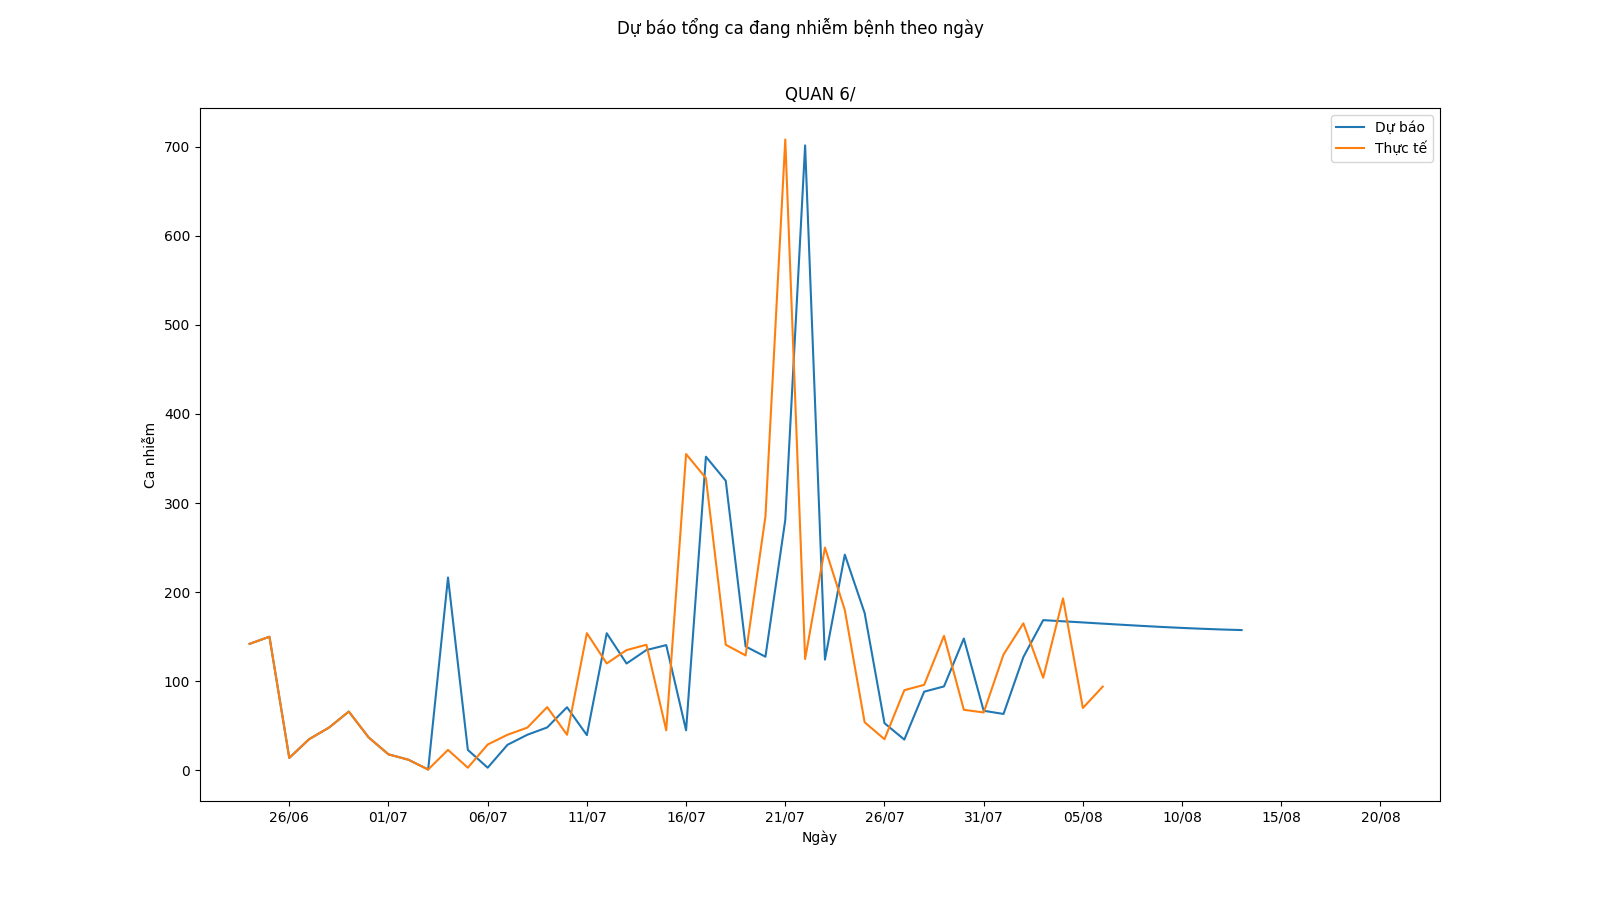 Dự báo tổng ca đang nhiễm bệnh theo ngày
QUAN 6/
Dự báo
Thực tế
700
600
500
400
300
200
100
0
Ca nhiễm
26/06 01/07 06/07 11/07 16/07 21/07 26/07 31/07 05/08 10/08 15/08 20/08
Ngày